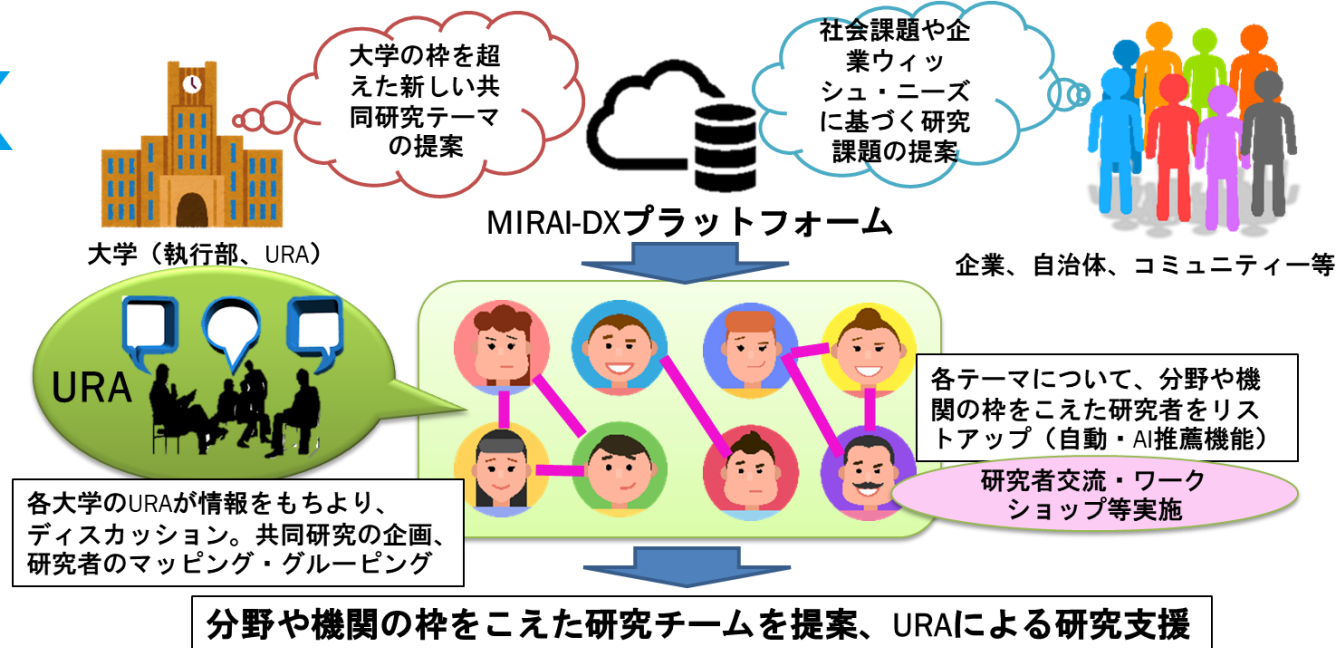 大学の枠を超
えた新しい共
同研究テーマ
の提案
社会課題や企
業ウィッ
シュ・ニーズ
に基づく研究
課題の提案
MIRAI-DXプラットフォーム
大学（執行部、URA）
企業、自治体、コミュニティー等
URA
各テーマについて、分野や機
関の枠をこえた研究者をリス
トアップ（自動・AI推薦機能）
研究者交流・ワーク
ショップ等実施
各大学のURAが情報をもちより、
ディスカッション。共同研究の企画、
研究者のマッピング・グルーピング
分野や機関の枠をこえた研究チームを提案、URAによる研究支援